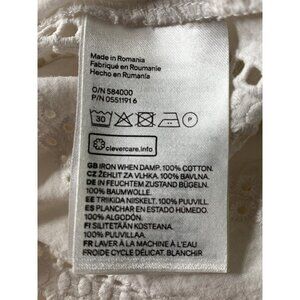 Made in Romania
Fabriqué en Roumanie
Hecho en Rumanía
O/N 584000
P/N 05511916
30
P
clevercare.info
GB IRON WHEN DAMP. 100% COTTON.
CZ ŽEHLIT ZA VLHKA. 100% BAVLNA.
DE IN FEUCHTEM ZUSTAND BÜGELN.
100% BAUMWOLLE.
EE TRIIKIDA NIISKELT. 100% PUUVILL.
ES PLANCHAR EN ESTADO HÚMEDO.
100% ALGODÓN.
FI SILITETÄÄN KOSTEANA.
100% PUUVILLAA.
FR LAVER À LA MACHINE À L'EAU
FROIDE CYCLE DÉLICAT. BLANCHIR